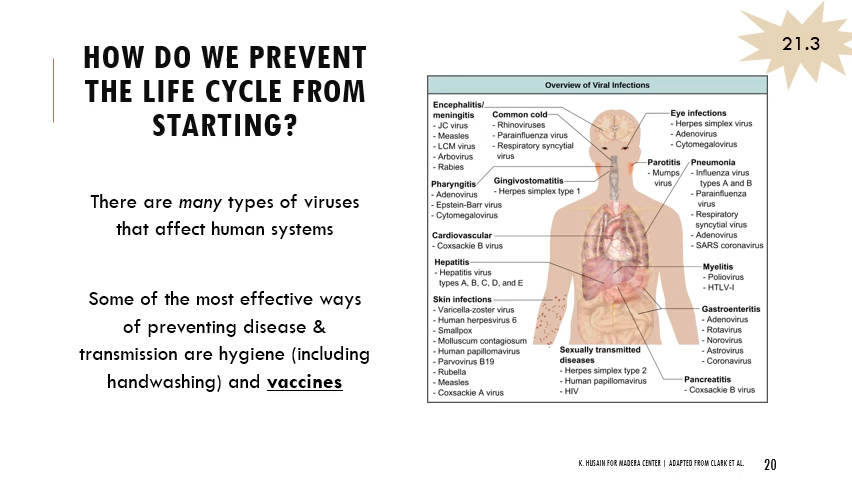 21.3
HOW DO WE PREVENT
THE LIFE CYCLE FROM
STARTING?
There are many types of viruses
that affect human systems
Some of the most effective ways
of preventing disease &
transmission are hygiene (including
handwashing) and vaccines
Overview of Viral Infections
Encephalitis/
meningitis
- JC virus
- Measles
- LCM virus
- Arbovirus
- Rabies
Common cold
- Rhinoviruses
- Parainfluenza virus
- Respiratory syncytial
virus
Eye infections
- Herpes simplex virus
- Adenovirus
- Cytomegalovirus
Pharyngitis
- Adenovirus
- Epstein-Barr virus
- Cytomegalovirus
Gingivostomatitis
- Herpes simplex type 1
Parotitis
- Mumps
virus
Pneumonia
- Influenza virus
types A and B
- Parainfluenza
virus
- Respiratory
syncytial virus
- Adenovirus
- SARS coronavirus
Cardiovascular
- Coxsackie B virus
Hepatitis
- Hepatitis virus
types A, B, C, D, and E
Myelitis
- Poliovirus
- HTLV-I
Skin infections
- Varicella-zoster virus
- Human herpesvirus 6
- Smallpox
- Molluscum contagiosum
- Human papillomavirus
- Parvovirus B19
- Rubella
- Measles
- Coxsackie A virus
Gastroenteritis
- Adenovirus
- Rotavirus
- Norovirus
- Astrovirus
- Coronavirus
Sexually transmitted
diseases
- Herpes simplex type 2
- Human papillomavirus
- HIV
Pancreatitis
- Coxsackie B virus
K. HUSAIN FOR MADERA CENTER | ADAPTED FROM CLARK ET AL.
20